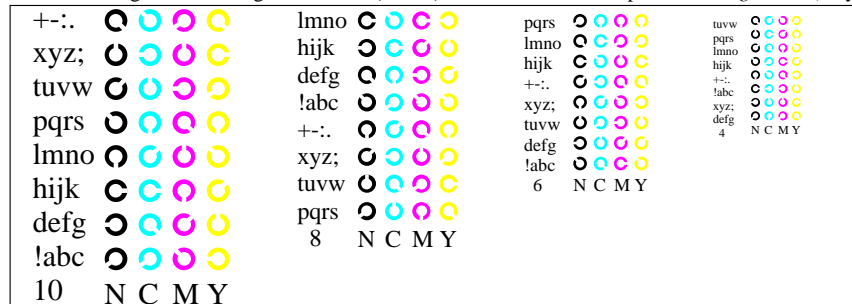 +-:.
xyz;
tuvw
pqrs
lmno
hijk
defg
!abc
10 N C M Y
lmno
hijk
defg
!abc
+-:.
xyz;
tuvw
pqrs
8 N C M Y
pqrs
lmno
hijk
+-:.
xyz;
tuvw
defg
!abc
6 N C M Y
tuvw
pqrs
lmno
hijk
+-:.
!abc
xyz;
defg
4 N C M Y